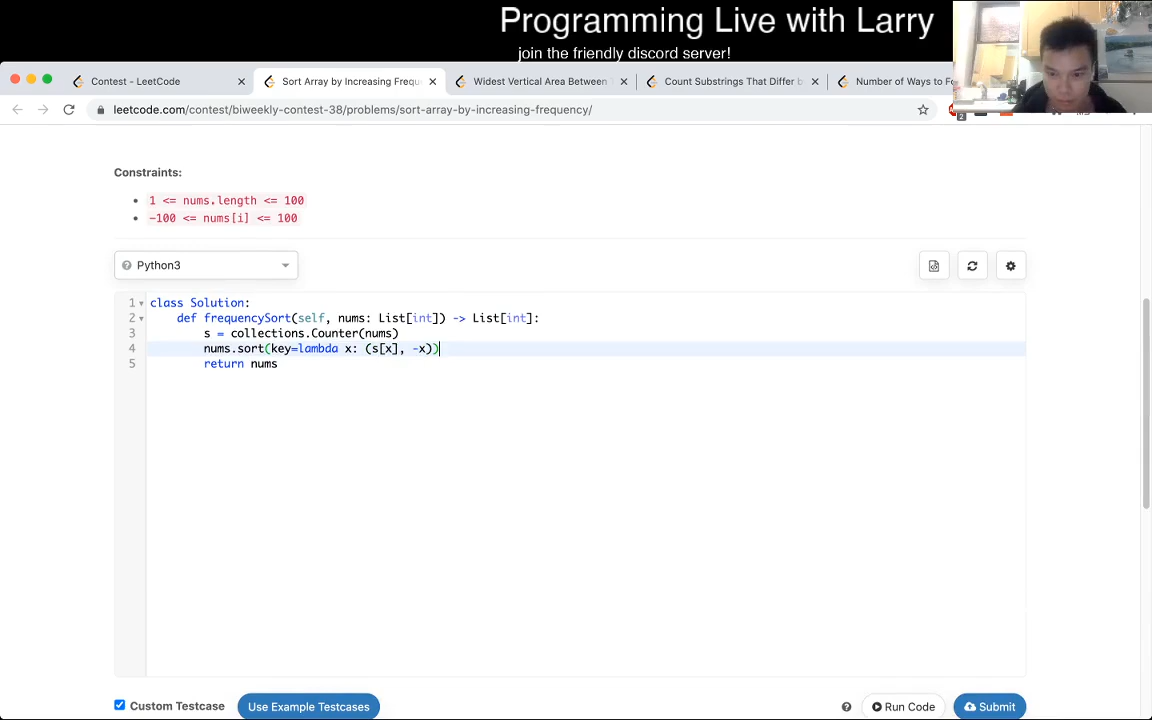 Programming Live with Larry
join the friendly discord server!
Contest - LeetCode
Sort Array by Increasing Frequ
Widest Vertical Area Between
Count Substrings That Differ b
Number of Ways to Fo
leetcode.com/contest/biweekly-contest-38/problems/sort-array-by-increasing-frequency/
2
Constraints:
1 <= nums.length <= 100
-100 <= nums[i] <= 100
Python3
1 class Solution:
2 def frequencySort(self, nums: List[int]) -> List[int]:
3 s = collections.Counter(nums)
4 nums.sort(key=lambda x: (s[x], -x))
5 return nums
Custom Testcase
Use Example Testcases
Run Code
Submit